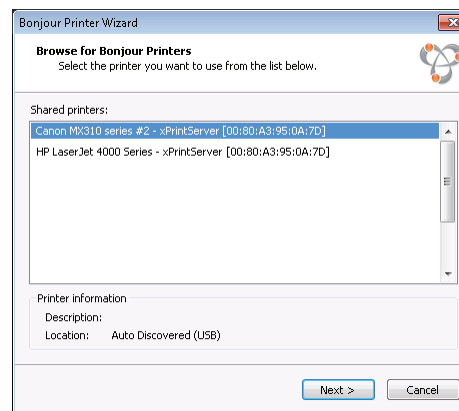 Bonjour Printer Wizard
Browse for Bonjour Printers
Select the printer you want to use from the list below.
Shared printers:
Canon MX310 series #2 - xPrintServer [00:80:A3:95:0A:7D]
HP LaserJet 4000 Series - xPrintServer [00:80:A3:95:0A:7D]
Printer information
Description:
Location: Auto Discovered (USB)
Next > Cancel